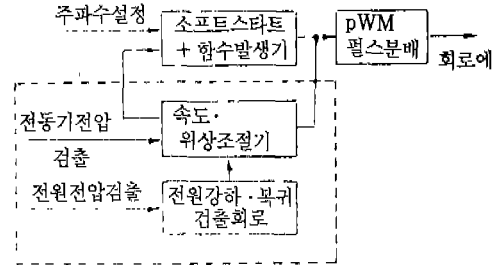 주파수설정
소프트스타트
+ 함수발생기
pWM
펄스분배
회로에
전동기전압
검출
속도·
위상조절기
전원전압검출
전원강하·복귀
검출회로